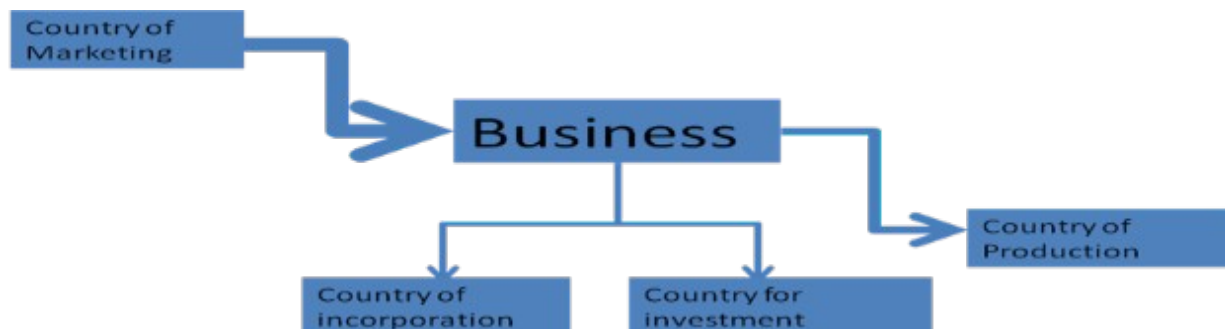 Country of
Marketing
Business
Country of
Production
Country of
incorporation
Country for
investment